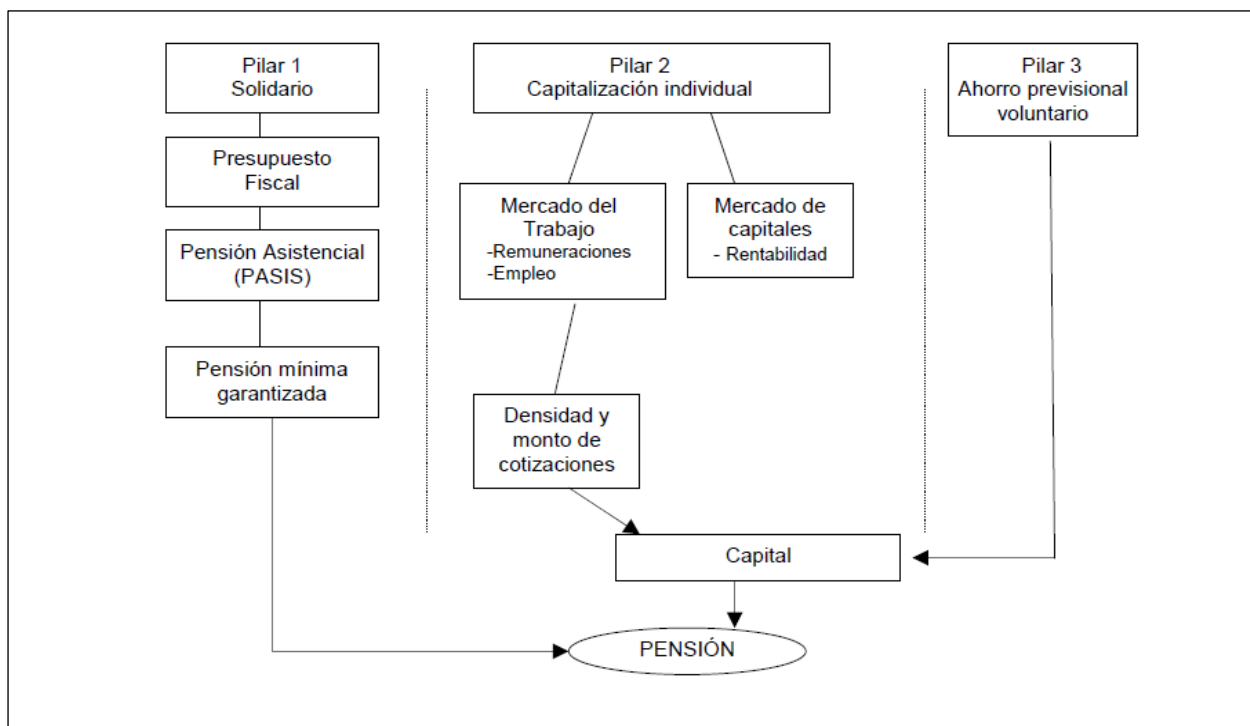 Pilar 1
Solidario
Presupuesto
Fiscal
Pensión Asistencial
(PASIS)
Pensión mínima
garantizada
Pilar 2
Capitalización individual
Mercado del
Trabajo
-Remuneraciones
-Empleo
Mercado de
capitales
- Rentabilidad
Densidad y
monto de
cotizaciones
Pilar 3
Ahorro previsional
voluntario
Capital
PENSIÓN